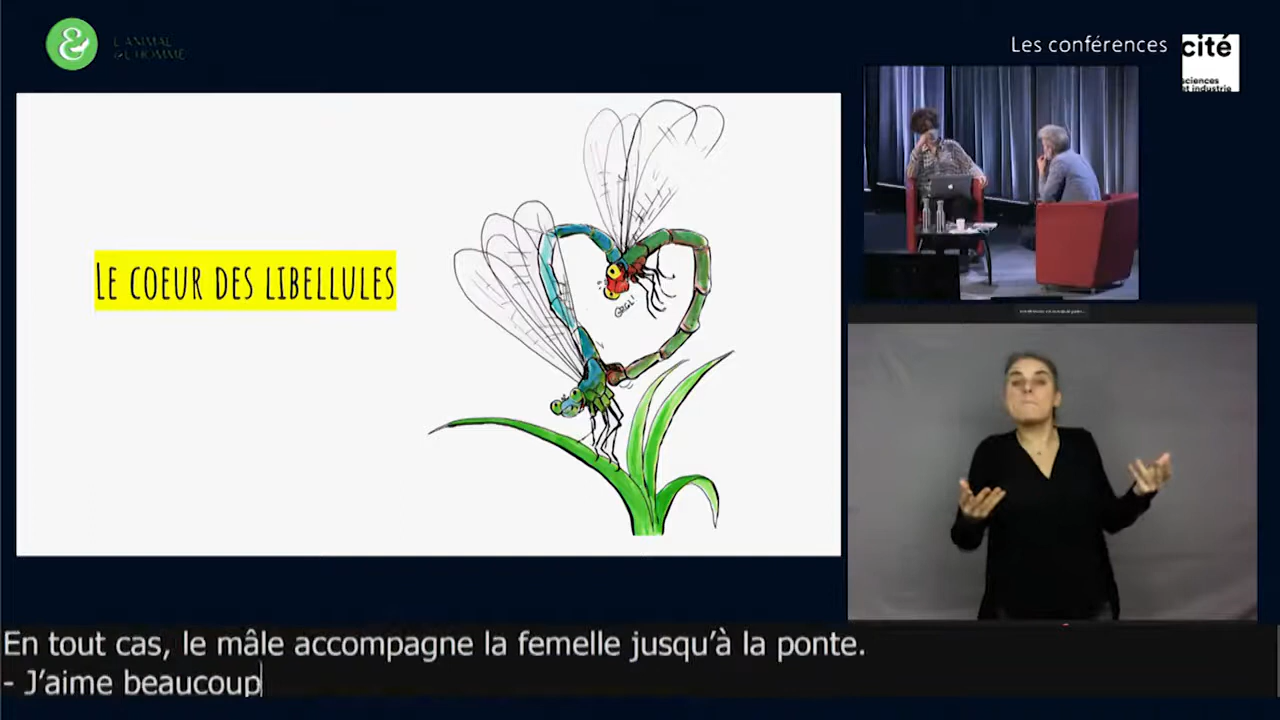 &
L'ANIMAL
& L'HOMME
Les conférences
cité
sciences
et industrie
LE COEUR DES LIBELLULES
GRGL!
En tout cas, le mâle accompagne la femelle jusqu'à la ponte.
- J'aime beaucoup